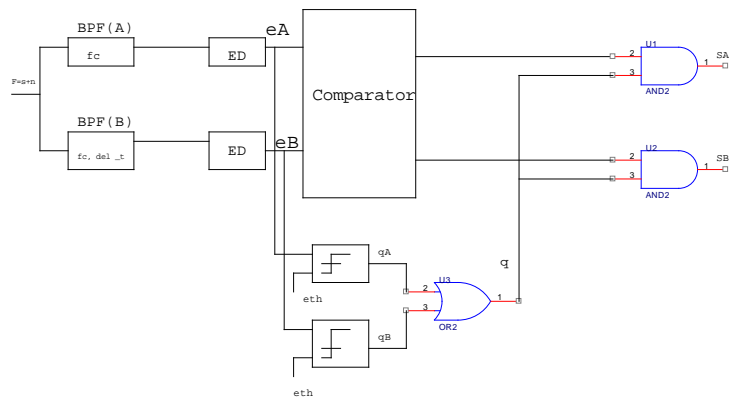 BPF(A)
eA
U1
F=s+n
fc
ED
2
3
1
SA
AND2
Comparator
BPF(B)
eB
U2
fc, del _t
ED
2
3
1
SB
AND2
qA
q
eth
U3
2
3
1
OR2
qB
eth